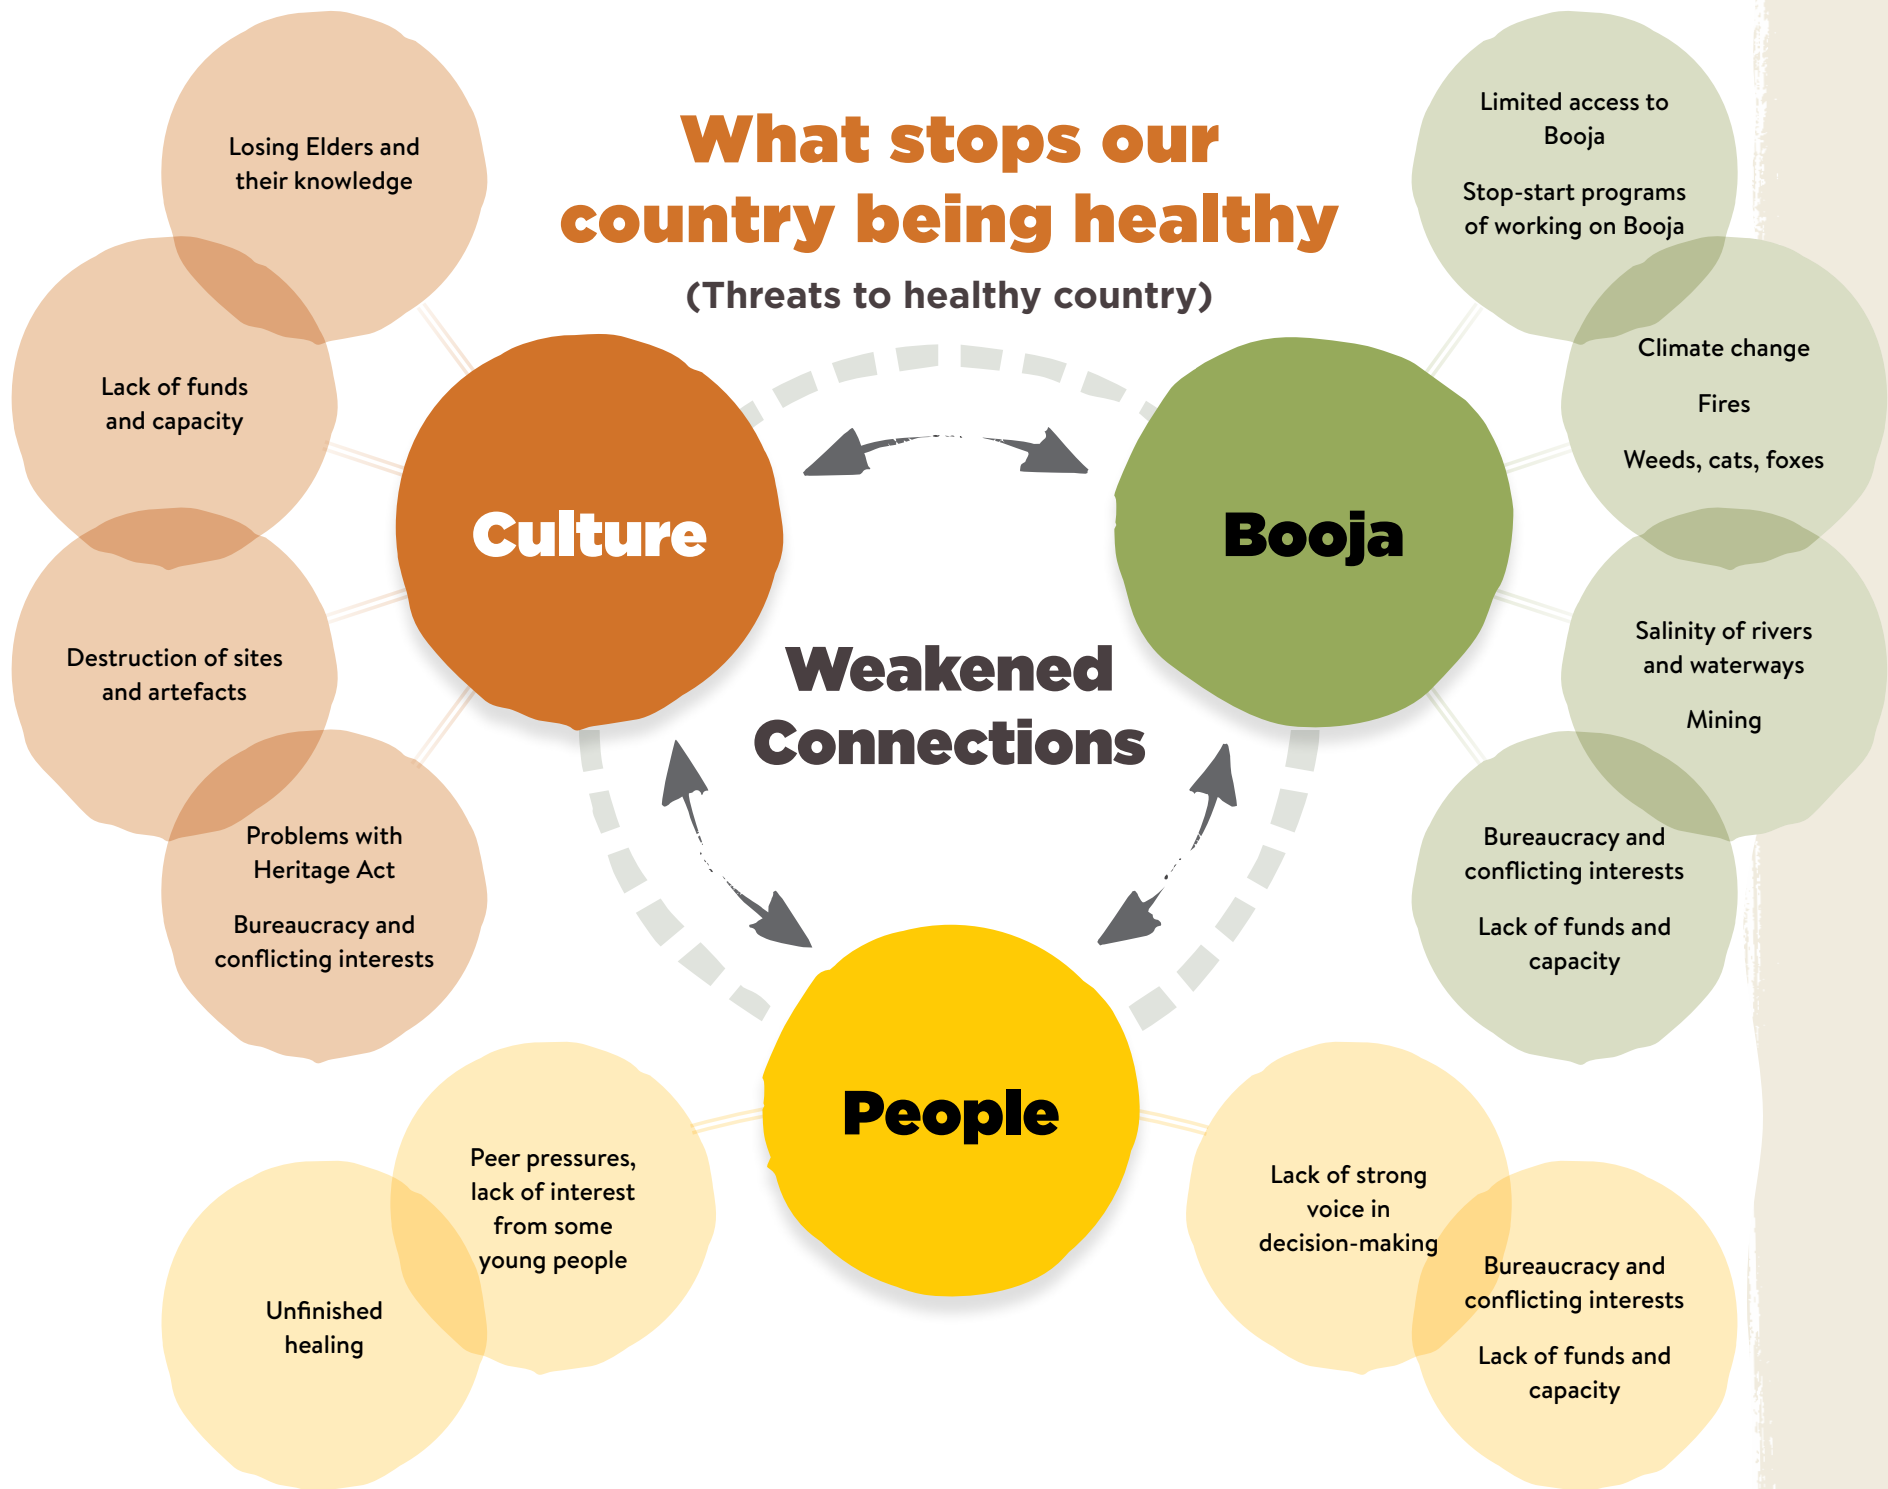 What stops our
country being healthy
(Threats to healthy country)
Losing Elders and
their knowledge
Lack of funds
and capacity
Destruction of sites
and artefacts
Problems with
Heritage Act
Bureaucracy and
conflicting interests
Culture
Booja
Weakened
Connections
People
Limited access to
Booja
Stop-start programs
of working on Booja
Climate change
Fires
Weeds, cats, foxes
Salinity of rivers
and waterways
Mining
Bureaucracy and
conflicting interests
Lack of funds and
capacity
Peer pressures,
lack of interest
from some
young people
Unfinished
healing
Lack of strong
voice in
decision-making
Bureaucracy and
conflicting interests
Lack of funds and
capacity